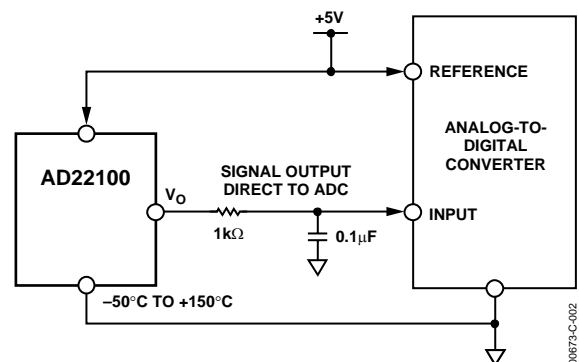 +5V
REFERENCE
ANALOG-TO-
DIGITAL
CONVERTER
AD22100
SIGNAL OUTPUT
DIRECT TO ADC
VO
INPUT
1kΩ
0.1μF
–50°C TO +150°C
00673-C-002